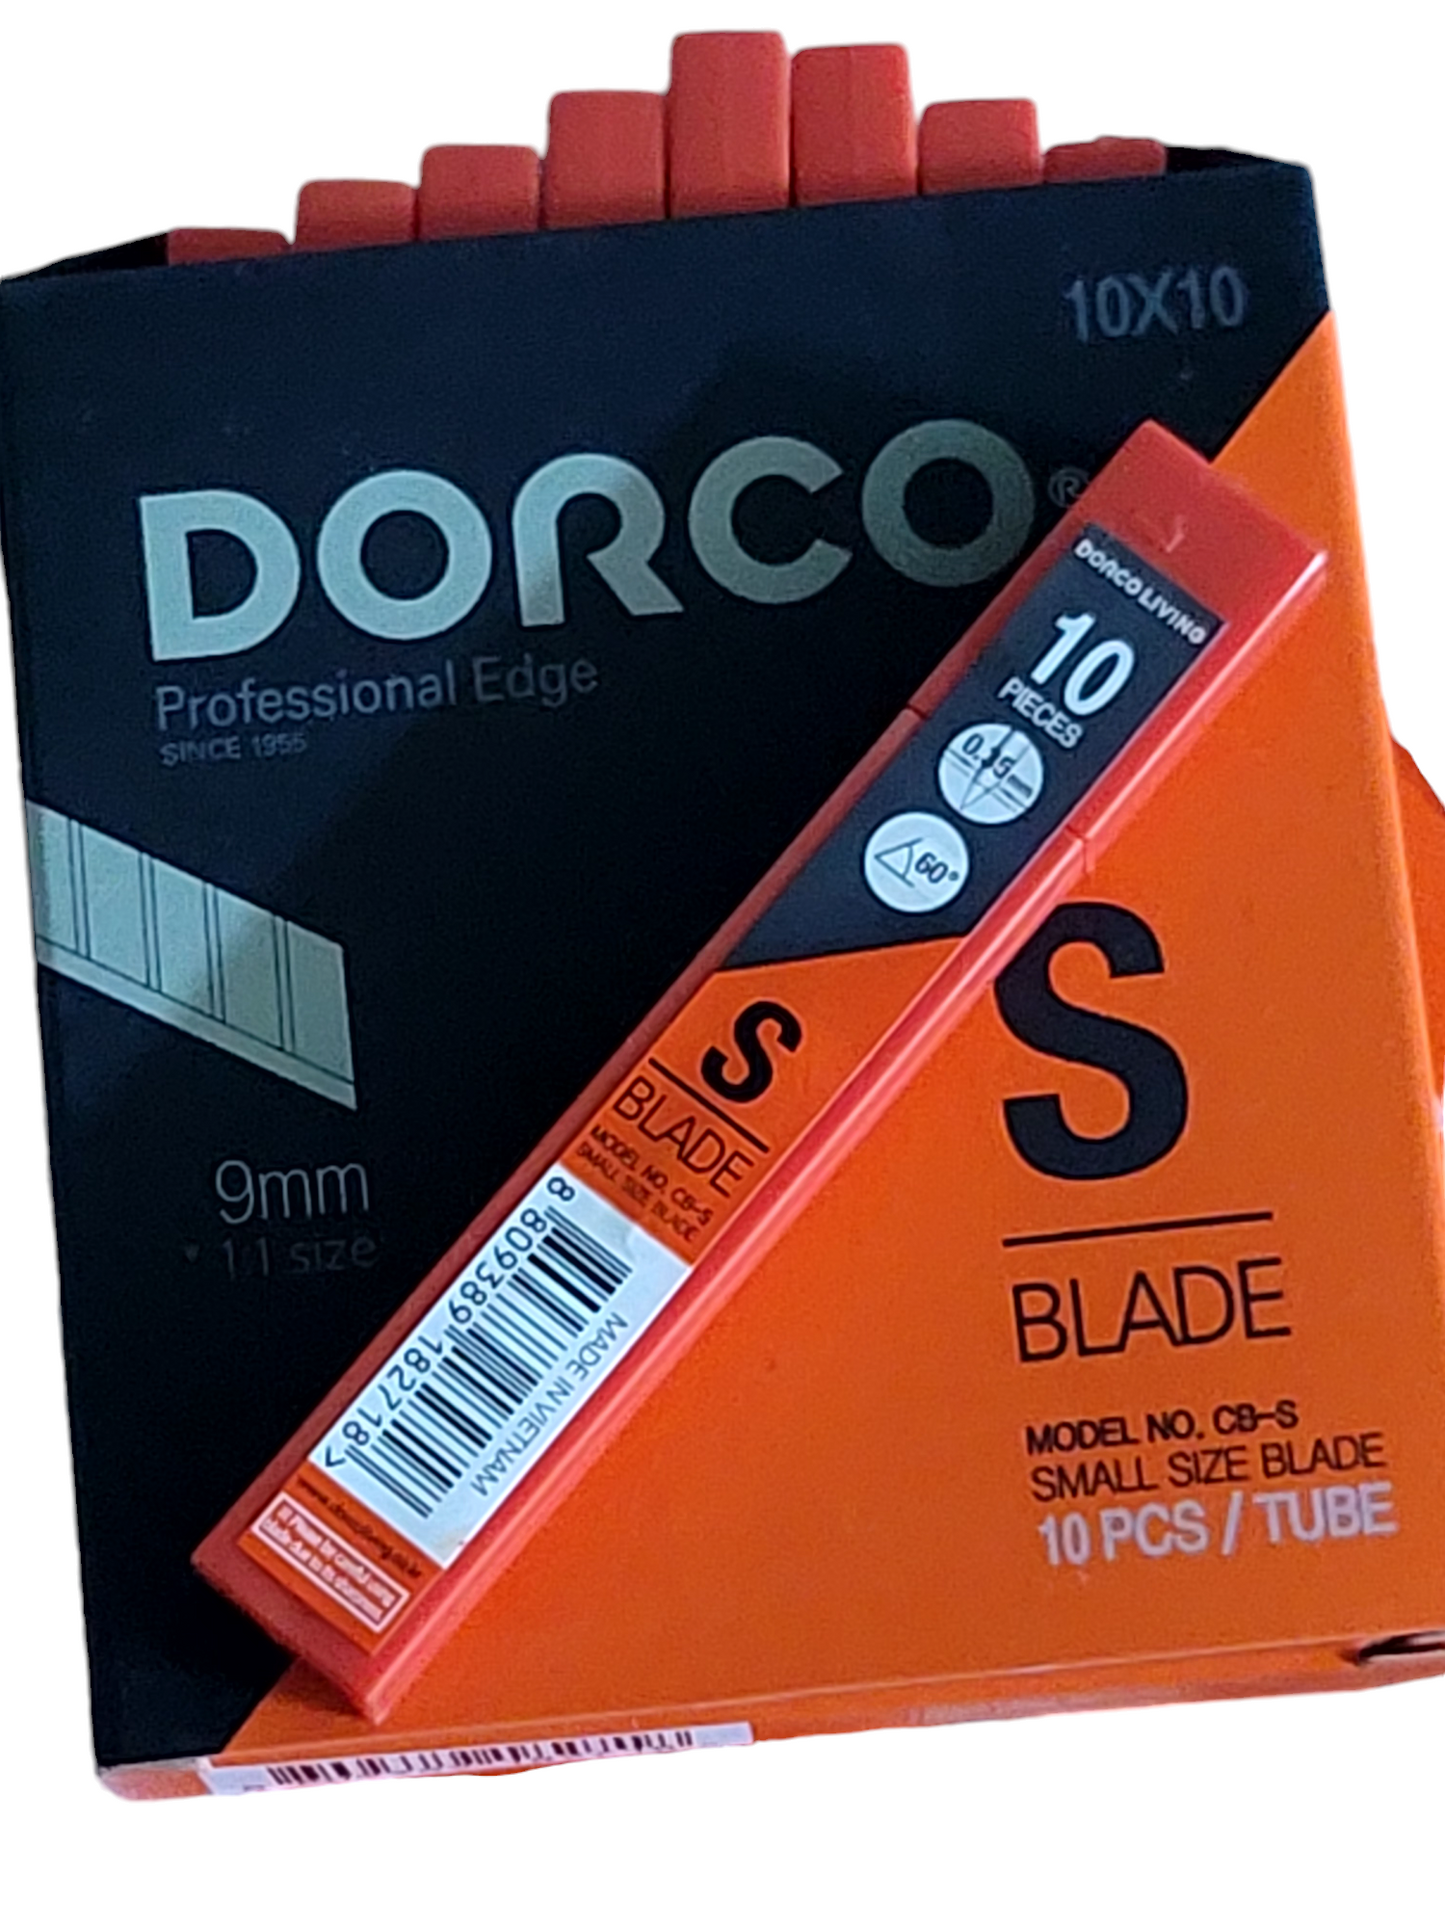 10X10
DORCO®
Professional Edge
SINCE 1955
9mm
1:1 size
S
BLADE
MODEL NO. CB-S
SMALL SIZE BLADE
10 PCS / TUBE
DORCO LIVING
10
PIECES
60°
S
BLADE
MODEL NO. CB-S
SMALL SIZE BLADE
8 809389 182718 >
MADE IN VIETNAM